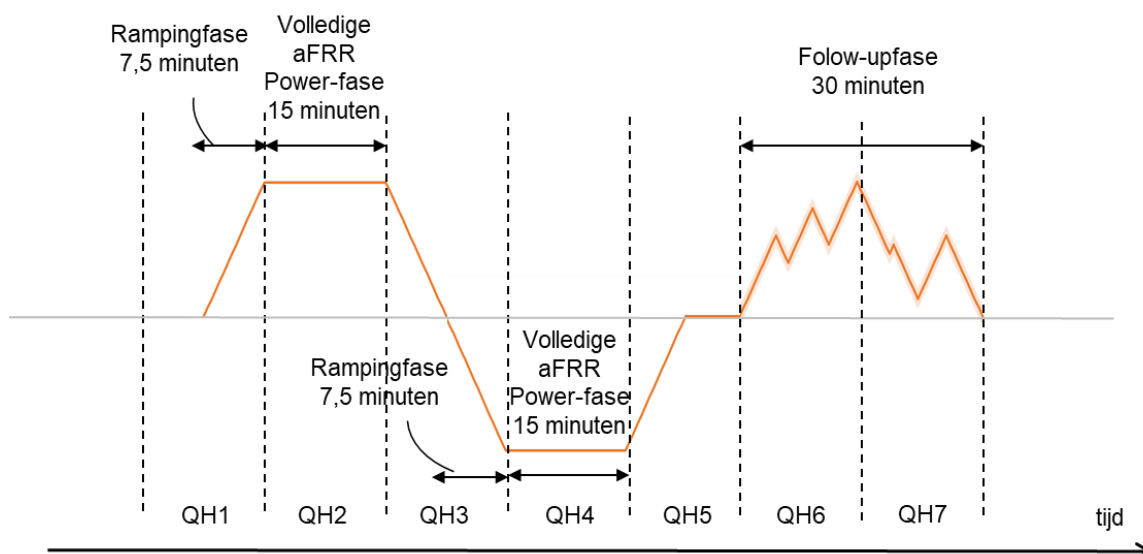 Rampingfase
7,5 minuten
Volledige
aFRR
Power-fase
15 minuten
Folow-upfase
30 minuten
Rampingfase
7,5 minuten
Volledige
aFRR
Power-fase
15 minuten
QH1
QH2
QH3
QH4
QH5
QH6
QH7
tijd